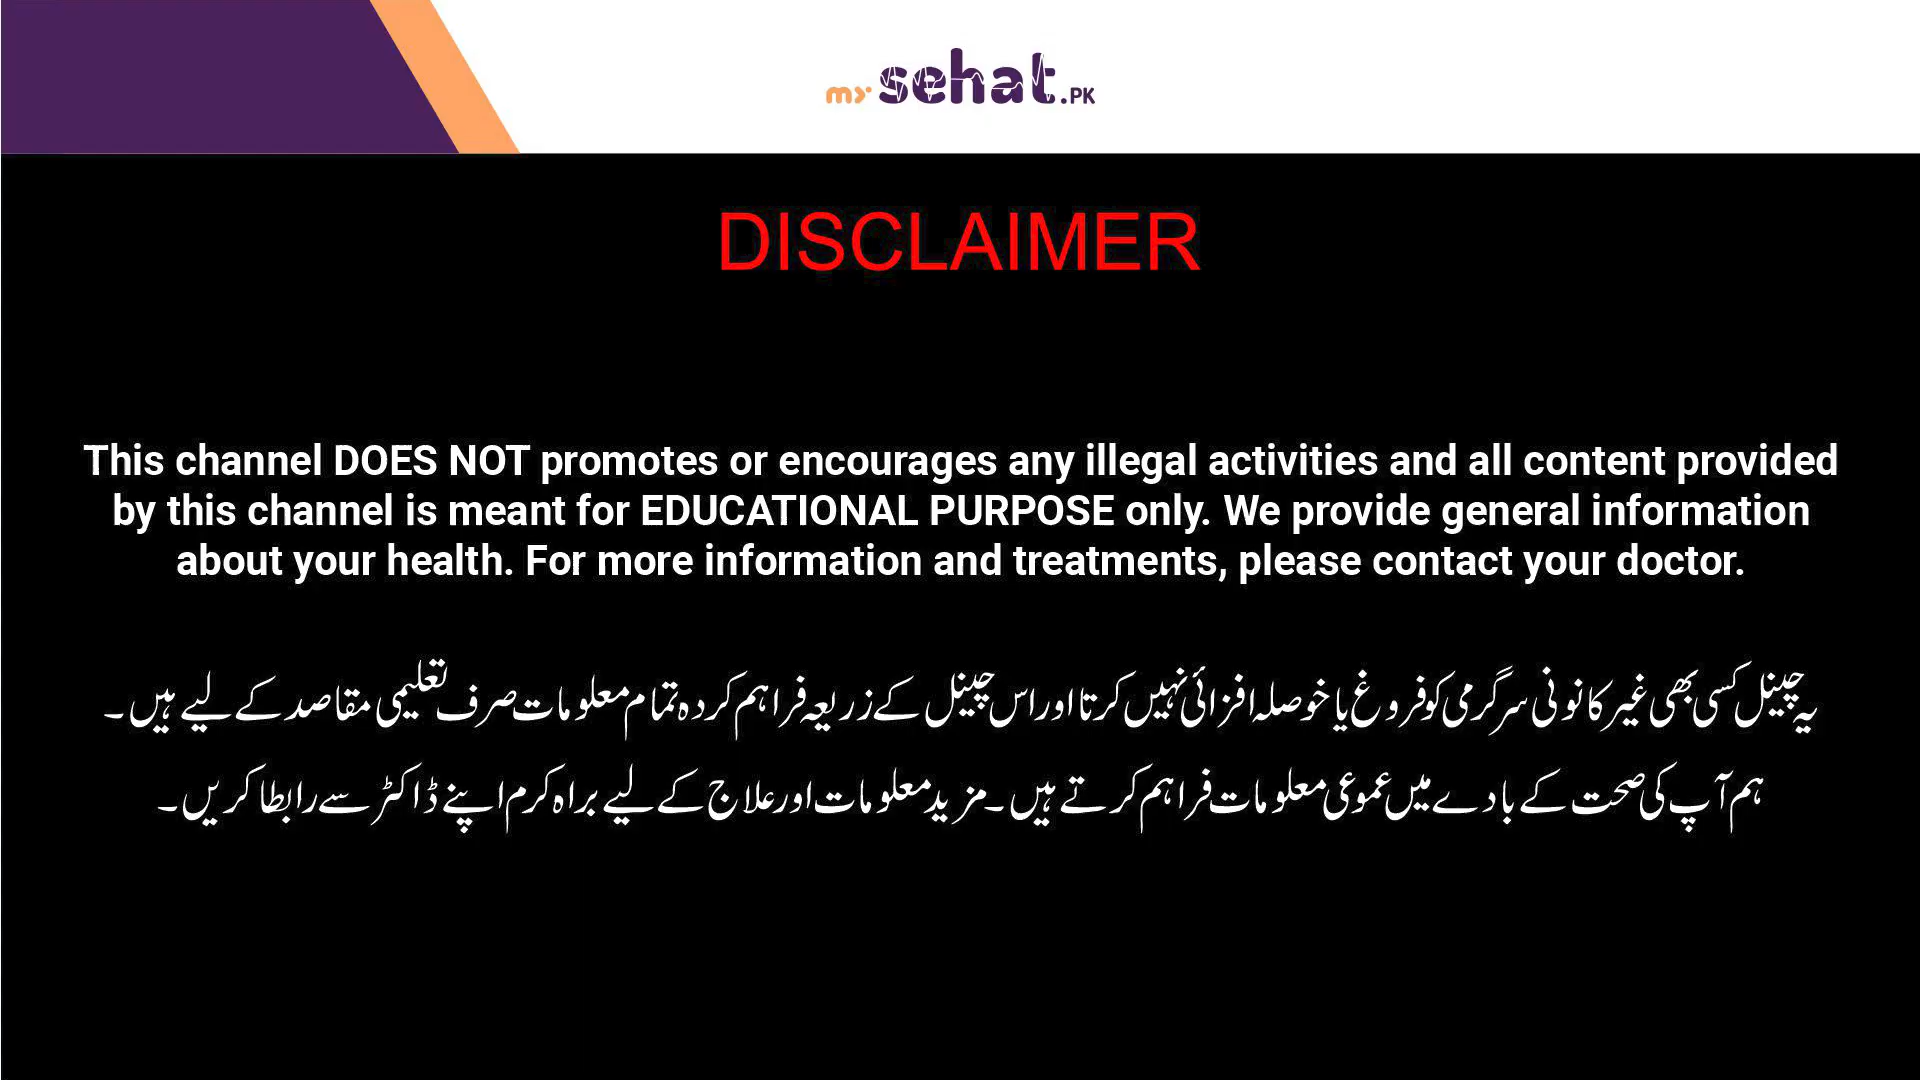 my sehat.PK
DISCLAIMER
This channel DOES NOT promotes or encourages any illegal activities and all content provided
by this channel is meant for EDUCATIONAL PURPOSE only. We provide general information
about your health. For more information and treatments, please contact your doctor.
یہ چینل کسی بھی غیر کانونی سرگرمی کو فروغ یا خوصلہ افزائی نہیں کرتا اور اس چینل کے زریعہ فراہم کردہ تمام معلومات صرف تعلیمی مقاصد کے لیے ہیں۔
ہم آپ کی صحت کے بادے میں عموعی معلومات فراہم کرتے ہیں۔ مزید معلومات اور علاج کے لیے براہ کرم اپنے ڈاکٹر سے رابطا کریں۔